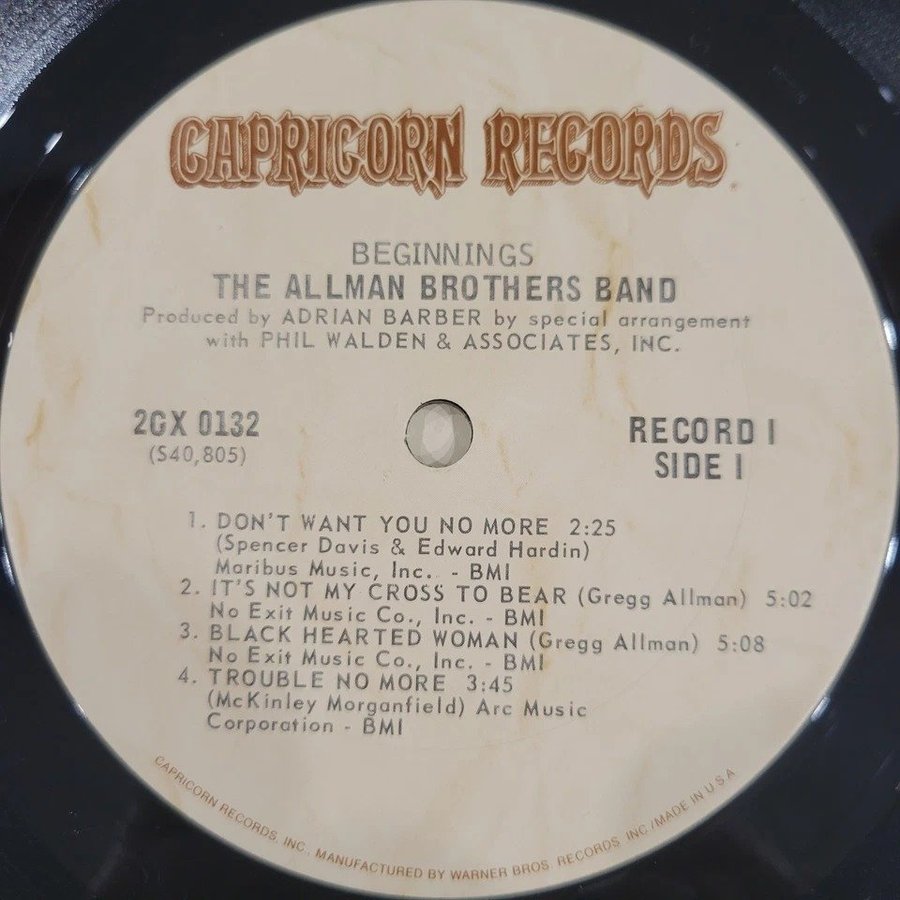 CAPRICORN RECORDS
BEGINNINGS
THE ALLMAN BROTHERS BAND
Produced by ADRIAN BARBER by special arrangement
with PHIL WALDEN & ASSOCIATES, INC.
2GX 0132
(S40,805)
RECORD 1
SIDE 1
1. DON'T WANT YOU NO MORE 2:25
(Spencer Davis & Edward Hardin)
Maribus Music, Inc. - BMI
2. IT'S NOT MY CROSS TO BEAR (Gregg Allman) 5:02
No Exit Music Co., Inc. - BMI
3. BLACK HEARTED WOMAN (Gregg Allman) 5:08
No Exit Music Co., Inc. - BMI
4. TROUBLE NO MORE 3:45
(McKinley Morganfield) Arc Music
Corporation - BMI
CAPRICORN RECORDS, INC., MANUFACTURED BY WARNER BROS. RECORDS INC./MADE IN U S A